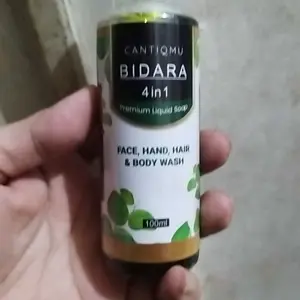 CANTIQMU
BIDARA
4in1
Premium Liquid Soap
FACE, HAND, HAIR
& BODY WASH
100ml